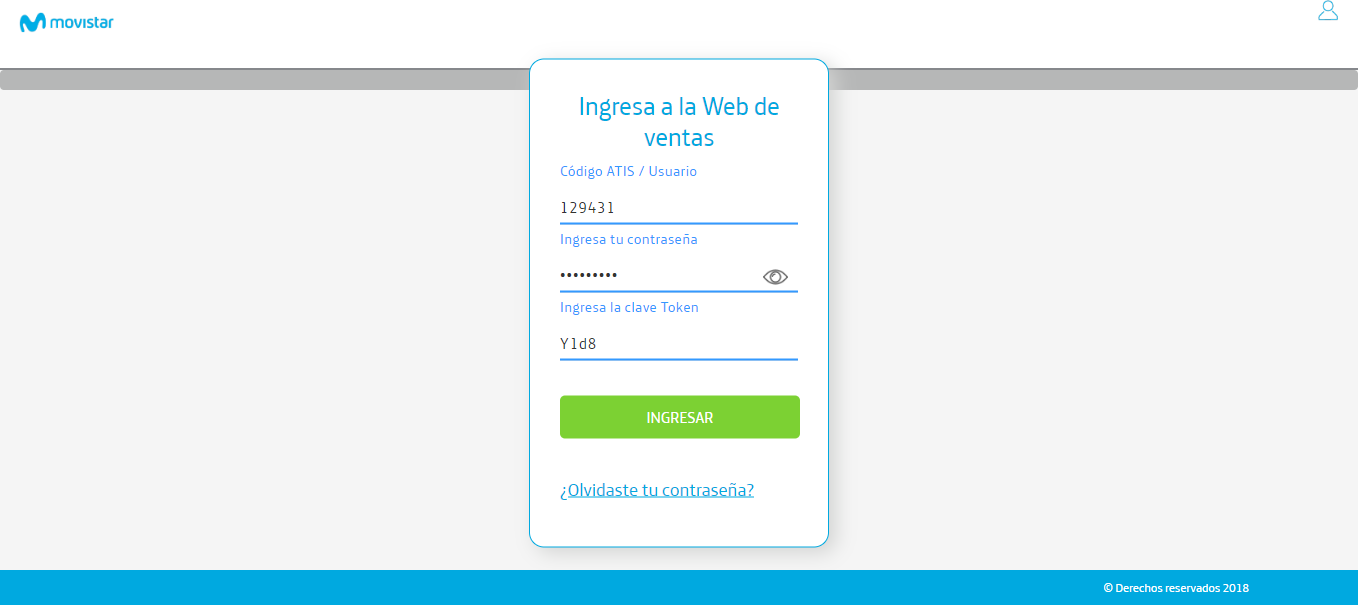 movistar
Ingresa a la Web de
ventas
Código ATIS / Usuario
129431
Ingresa tu contraseña
•••••••••
Ingresa la clave Token
Y1d8
INGRESAR
¿Olvidaste tu contraseña?
© Derechos reservados 2018